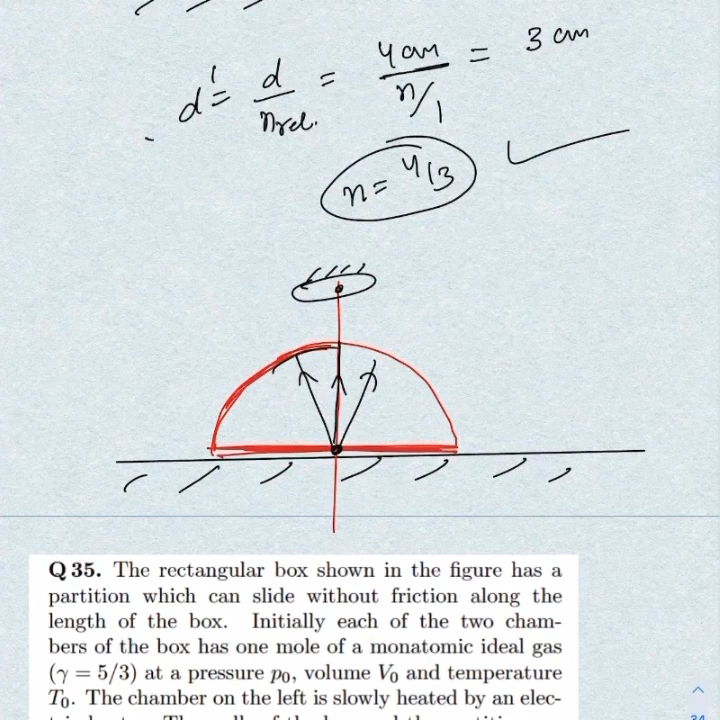 d' = d / n rel. = 4 cm / n/1 = 3 cm
n = 4/3
Q 35. The rectangular box shown in the figure has a
partition which can slide without friction along the
length of the box. Initially each of the two cham-
bers of the box has one mole of a monatomic ideal gas
(γ = 5/3) at a pressure p₀, volume V₀ and temperature
T₀. The chamber on the left is slowly heated by an elec-